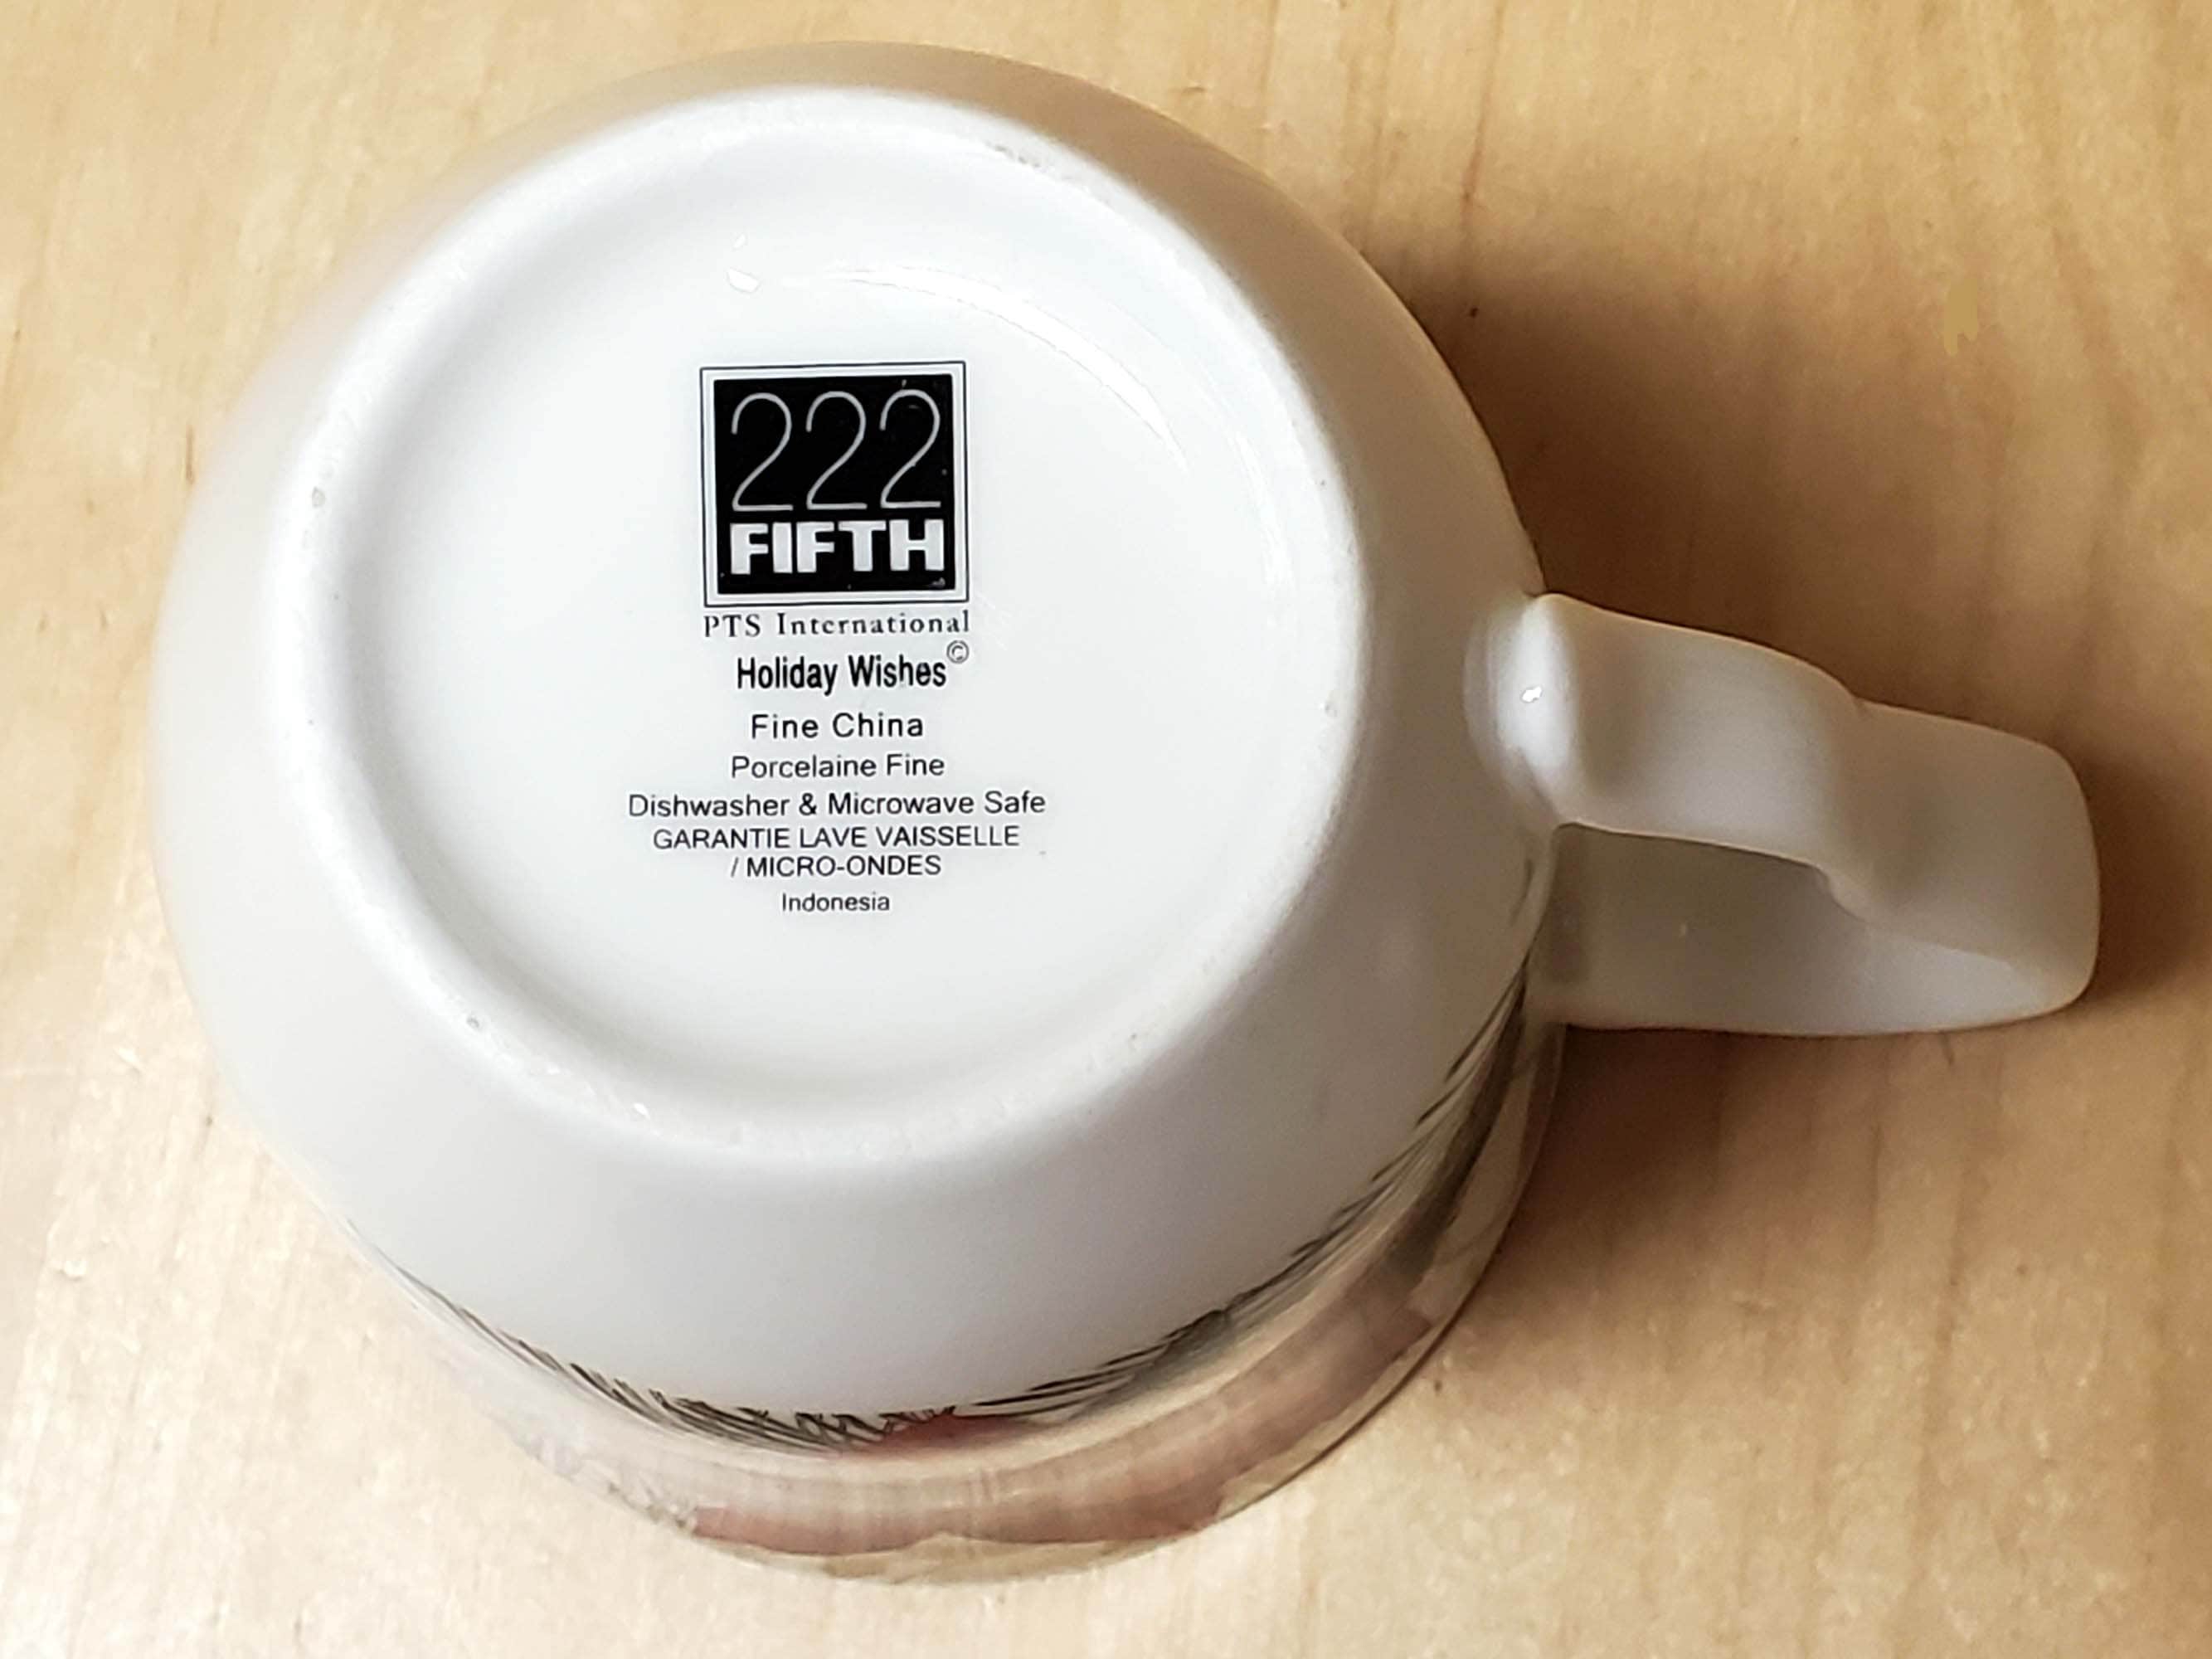 222
FIFTH
PTS International
Holiday Wishes©
Fine China
Porcelaine Fine
Dishwasher & Microwave Safe
GARANTIE LAVE VAISSELLE
/ MICRO-ONDES
Indonesia